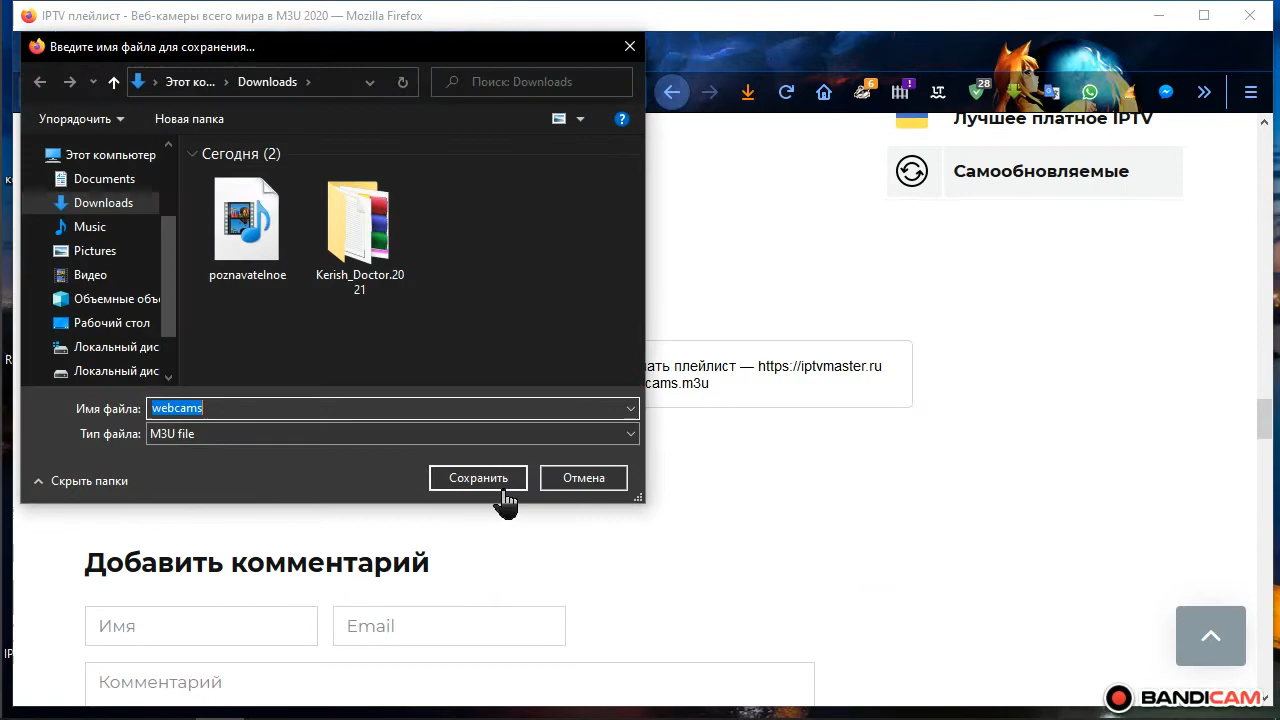 IPTV плейлист - Веб-камеры всего мира в M3U 2020 — Mozilla Firefox
Введите имя файла для сохранения...
Этот ко...
Downloads
Поиск: Downloads
6
!
28
Упорядочить
Новая папка
Этот компьютер
Documents
Downloads
Music
Pictures
Видео
Объемные объ
Рабочий стол
Локальный дис
Локальный дис
Сегодня (2)
poznavatelnoe
Kerish_Doctor.20
21
Имя файла:
webcams
Тип файла:
M3U file
Скрыть папки
Сохранить
Отмена
Лучшее платное IPTV
Самообновляемые
ать плейлист — https://iptvmaster.ru
cams.m3u
Добавить комментарий
Имя
Email
Комментарий
BANDICAM